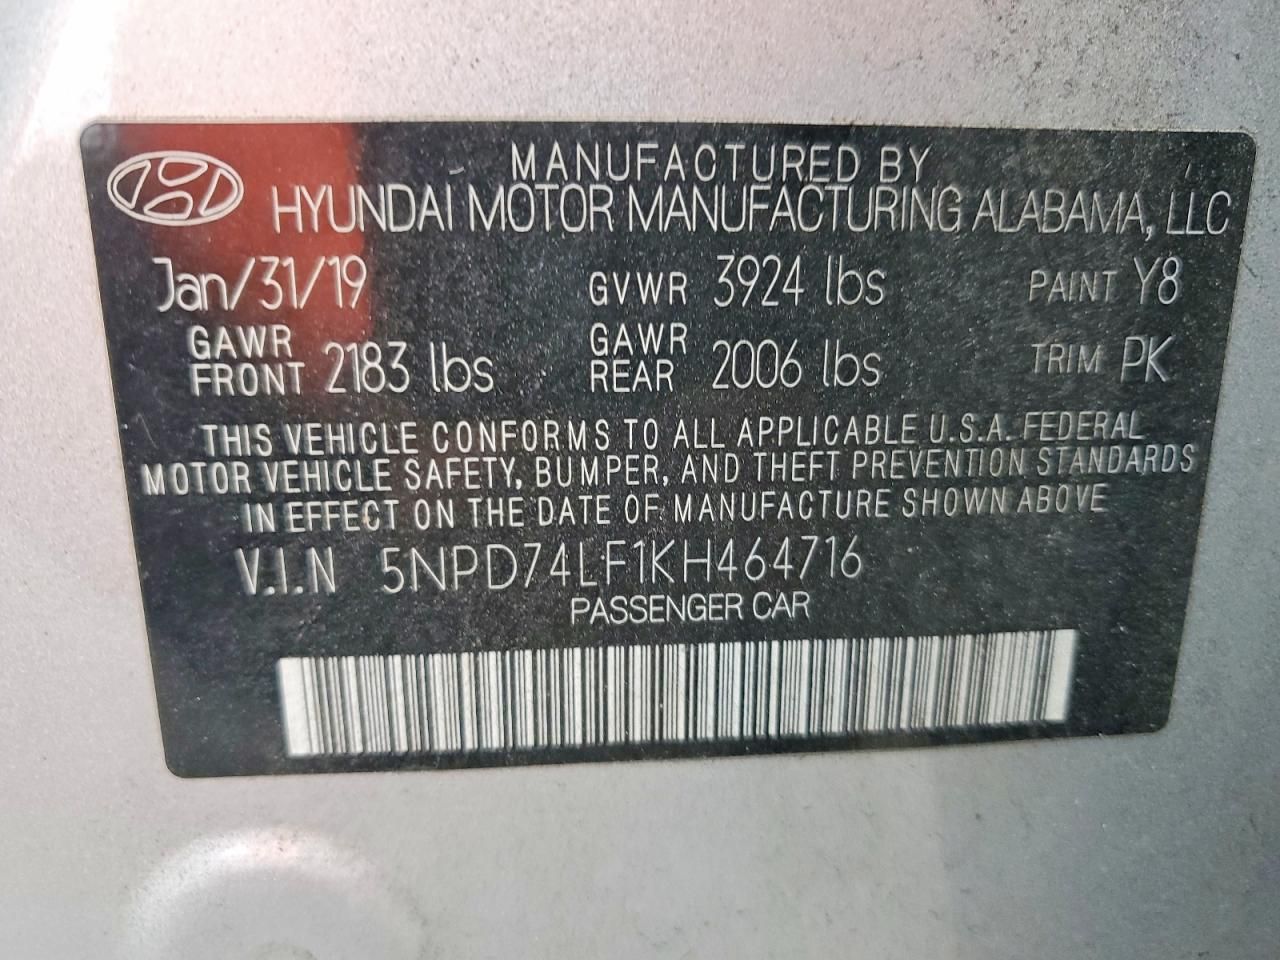 MANUFACTURED BY
HYUNDAI MOTOR MANUFACTURING ALABAMA, LLC
Jan/31/19 GVWR 3924 lbs PAINT Y8
GAWR FRONT 2183 lbs GAWR REAR 2006 lbs TRIM PK
THIS VEHICLE CONFORMS TO ALL APPLICABLE U.S.A. FEDERAL
MOTOR VEHICLE SAFETY, BUMPER, AND THEFT PREVENTION STANDARDS
IN EFFECT ON THE DATE OF MANUFACTURE SHOWN ABOVE
V.I.N 5NPD74LF1KH464716
PASSENGER CAR